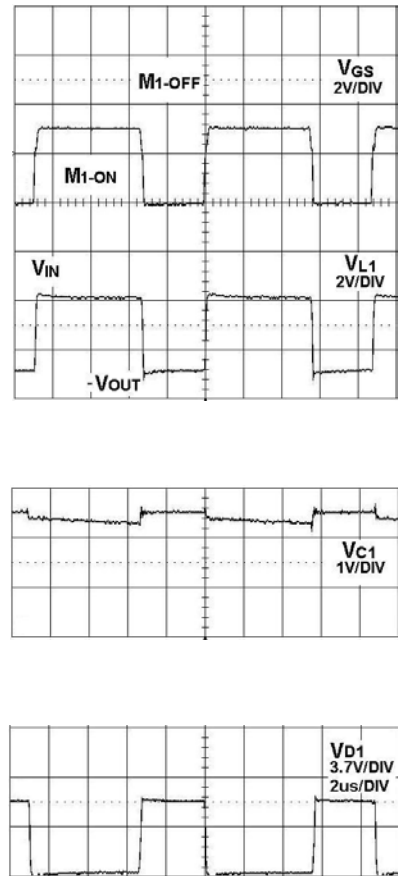 M1-OFF
VGS
2V/DIV
M1-ON
VIN
VL1
2V/DIV
-VOUT
VC1
1V/DIV
VD1
3.7V/DIV
2us/DIV